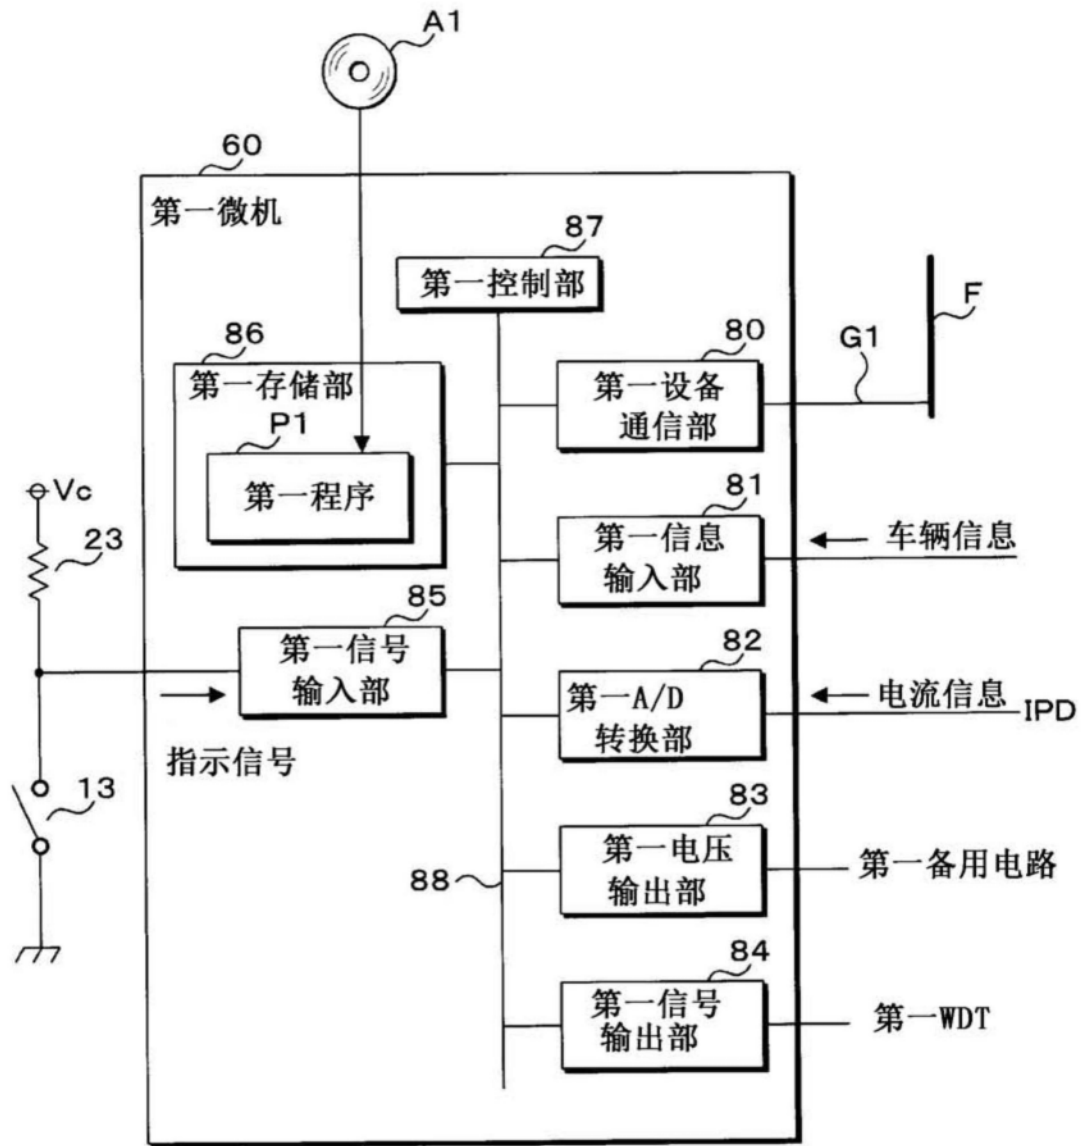 A1
60
第一微机
87
第一控制部
86
第一存储部
P1
第一程序
80
第一设备
通信部
G1
F
Vc
23
81
第一信息
输入部
车辆信息
85
第一信号
输入部
指示信号
82
第一A/D
转换部
电流信息
IPD
13
83
第一电压
输出部
第一备用电路
88
84
第一信号
输出部
第一WDT